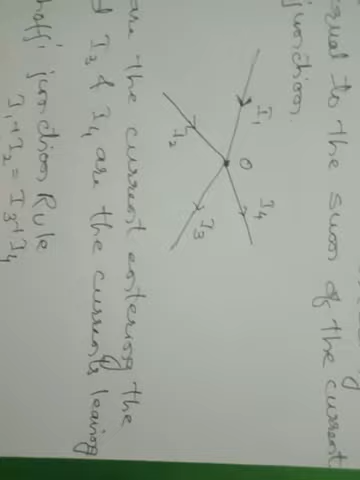 equal to the sum of the current
junction.
I1
O
I2
I4
I3
are the current entering the
I3 & I4 are the currents leaving
junction Rule
I1+I2 = I3+I4